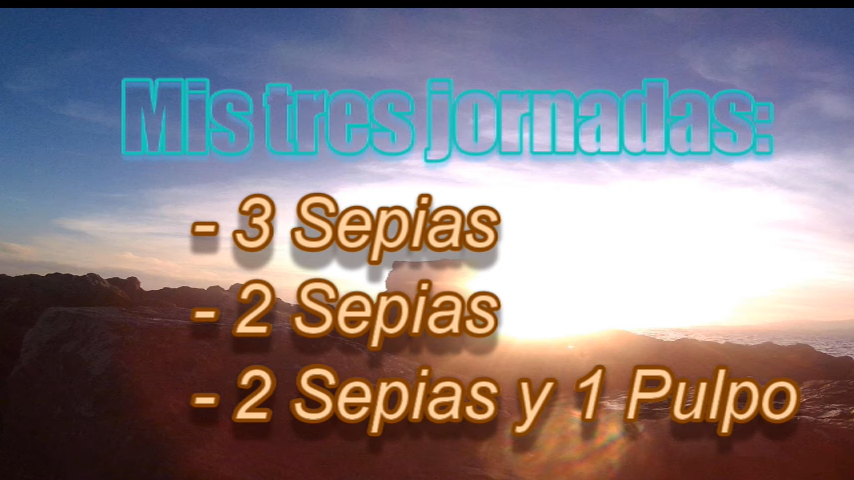 Mis tres jornadas:
- 3 Sepias
- 2 Sepias
- 2 Sepias y 1 Pulpo